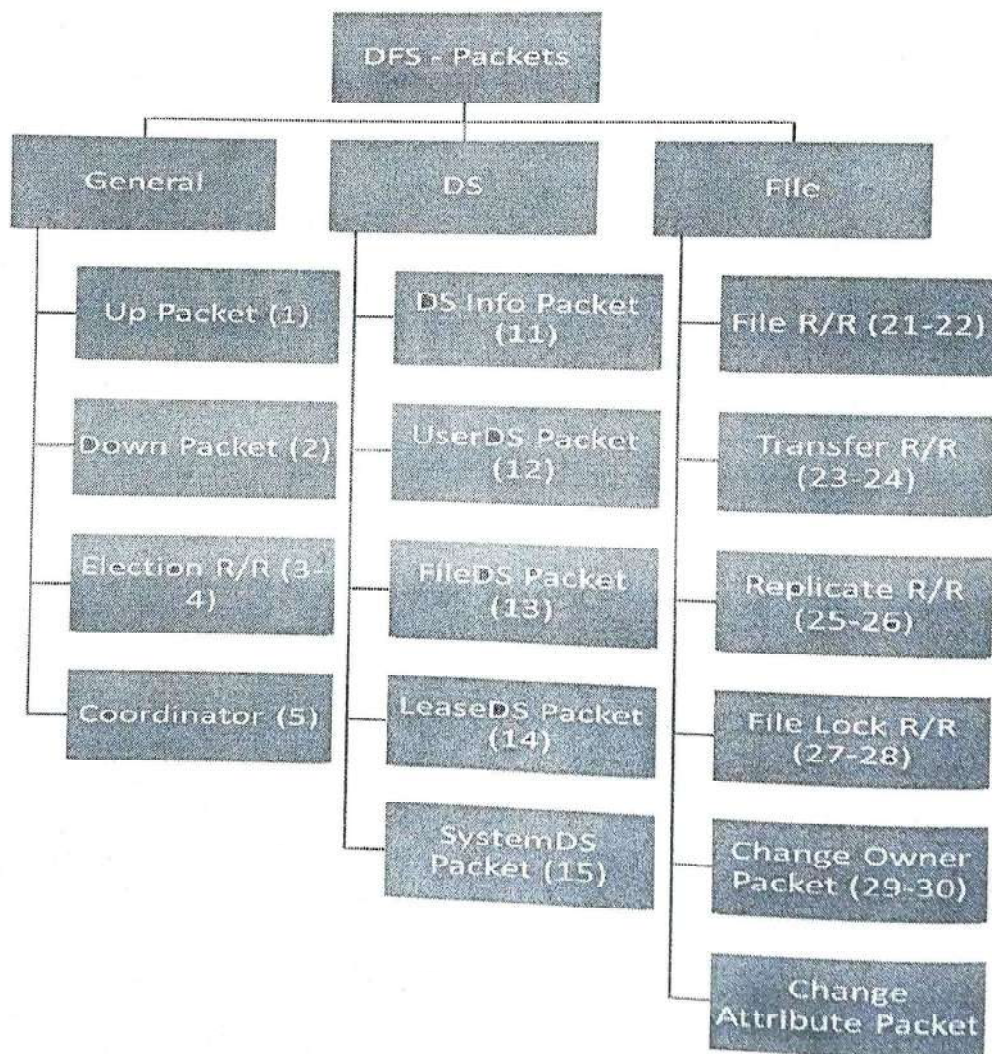 DFS - Packets
General
Up Packet (1)
Down Packet (2)
Election R/R (3-
4)
Coordinator (5)
DS
DS Info Packet
(11)
UserDS Packet
(12)
FileDS Packet
(13)
LeaseDS Packet
(14)
SystemDS
Packet (15)
File
File R/R (21-22)
Transfer R/R
(23-24)
Replicate R/R
(25-26)
File Lock R/R
(27-28)
Change Owner
Packet (29-30)
Change
Attribute Packet